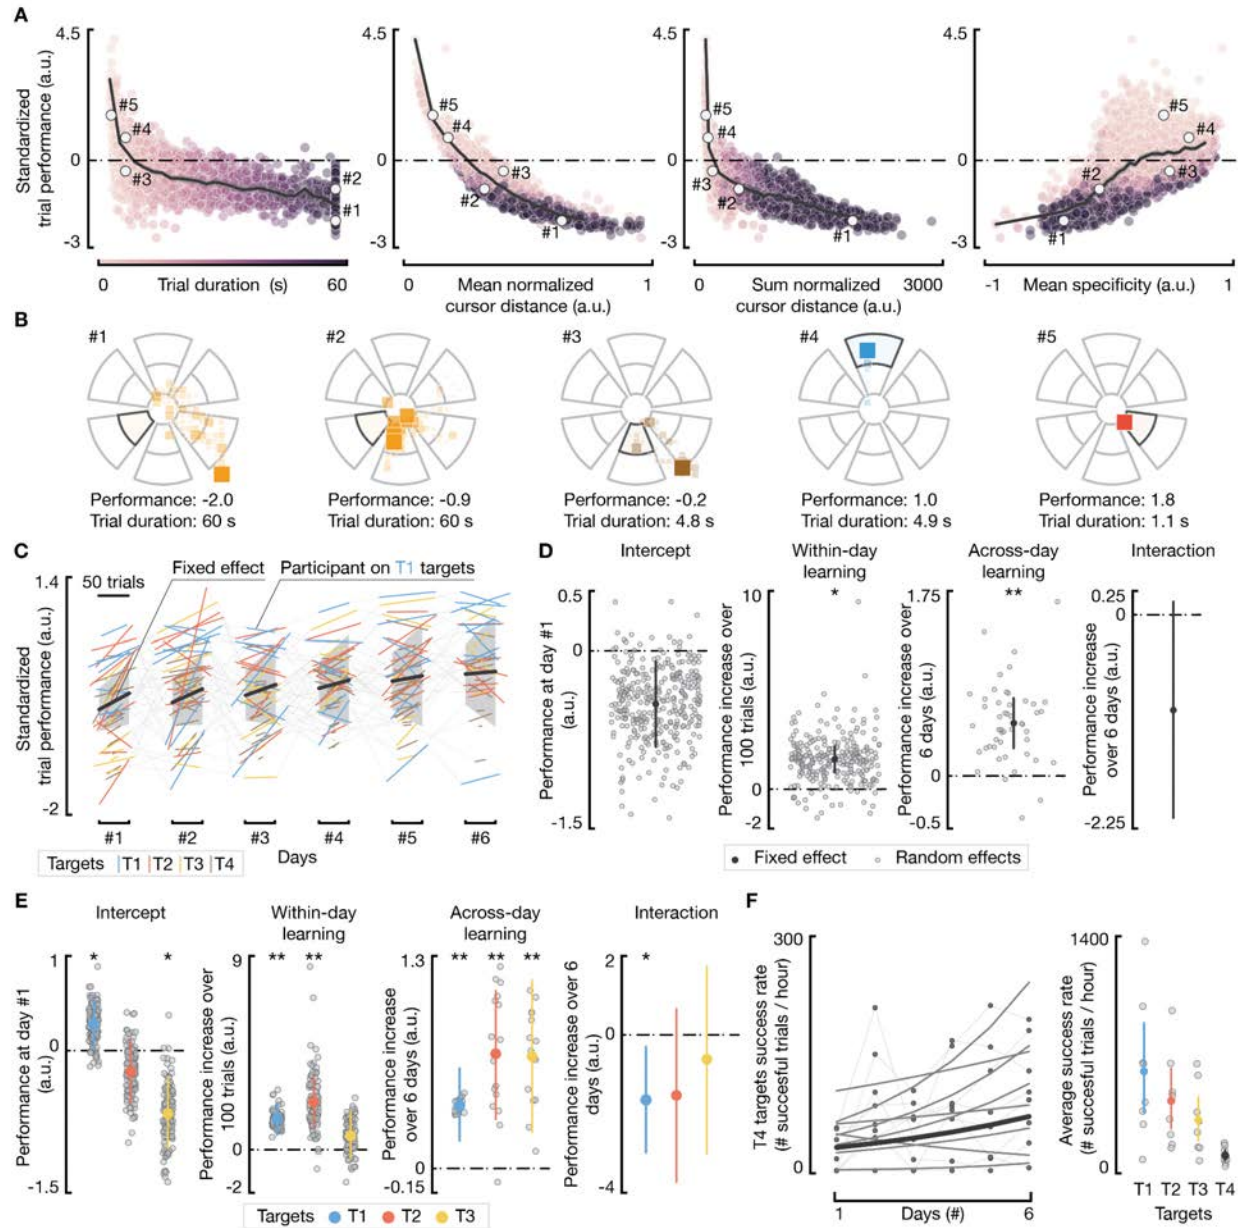 A
Standardized
trial performance (a.u.)
4.5
0
-3
#5
#4
#3
#2
#1
0 Trial duration (s) 60
4.5
0
-3
#5
#4
#3
#2
#1
0 Mean normalized 1
cursor distance (a.u.)
4.5
0
-3
#5
#4
#3
#2
#1
0 Sum normalized 3000
cursor distance (a.u.)
4.5
0
-3
#5
#4
#2
#3
#1
-1 Mean specificity (a.u.) 1
B
#1
Performance: -2.0
Trial duration: 60 s
#2
Performance: -0.9
Trial duration: 60 s
#3
Performance: -0.2
Trial duration: 4.8 s
#4
Performance: 1.0
Trial duration: 4.9 s
#5
Performance: 1.8
Trial duration: 1.1 s
C
Fixed effect
Participant on T1 targets
1.4
50 trials
Standardized
trial performance (a.u.)
-2
#1 #2 #3 #4 #5 #6
Days
Targets T1 T2 T3 T4
D
Intercept
0.5
0
-1.5
Performance at day #1
(a.u.)
Within-day
learning
*
10
0
-2
Performance increase over
100 trials (a.u.)
Across-day
learning
**
1.75
0
-0.5
Performance increase over
6 days (a.u.)
Interaction
0.25
0
-2.25
Performance increase
over 6 days (a.u.)
Fixed effect Random effects
E
Intercept
* *
1
0
-1.5
Performance at day #1
(a.u.)
Within-day
learning
** **
9
0
-2
Performance increase over
100 trials (a.u.)
Across-day
learning
** ** **
1.3
0
-0.15
Performance increase
over 6 days (a.u.)
Interaction
*
2
0
-4
Performance increase over 6
days (a.u.)
Targets T1 T2 T3
F
300
0
T4 targets success rate
(# succesful trials / hour)
1 Days (#) 6
1400
0
Average success rate
(# successful trials / hour)
T1 T2 T3 T4
Targets